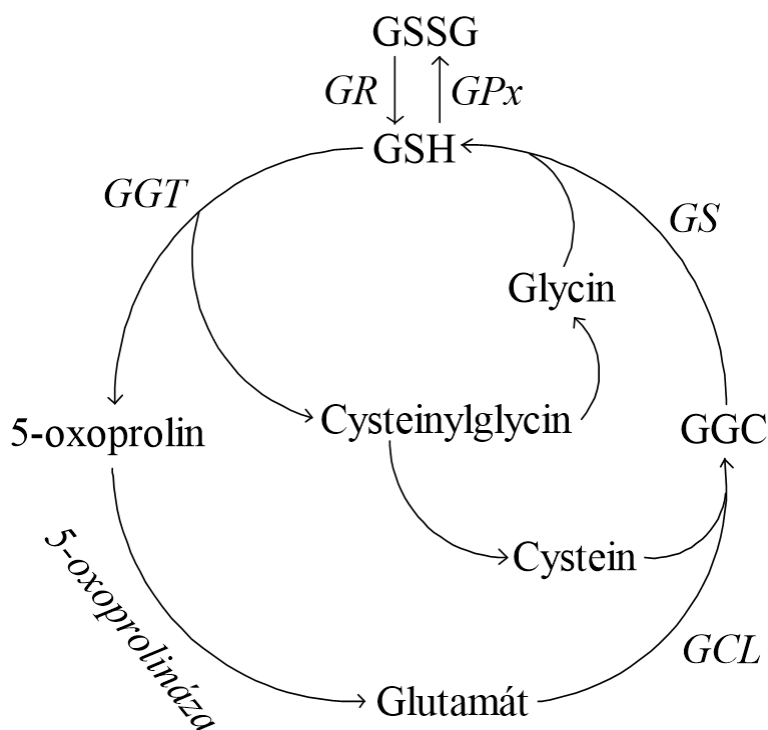 GSSG
GR GPx
GSH
GGT
GS
Glycin
5-oxoprolin Cysteinylglycin GGC
Cystein
5-oxoprolináza
GCL
Glutamát